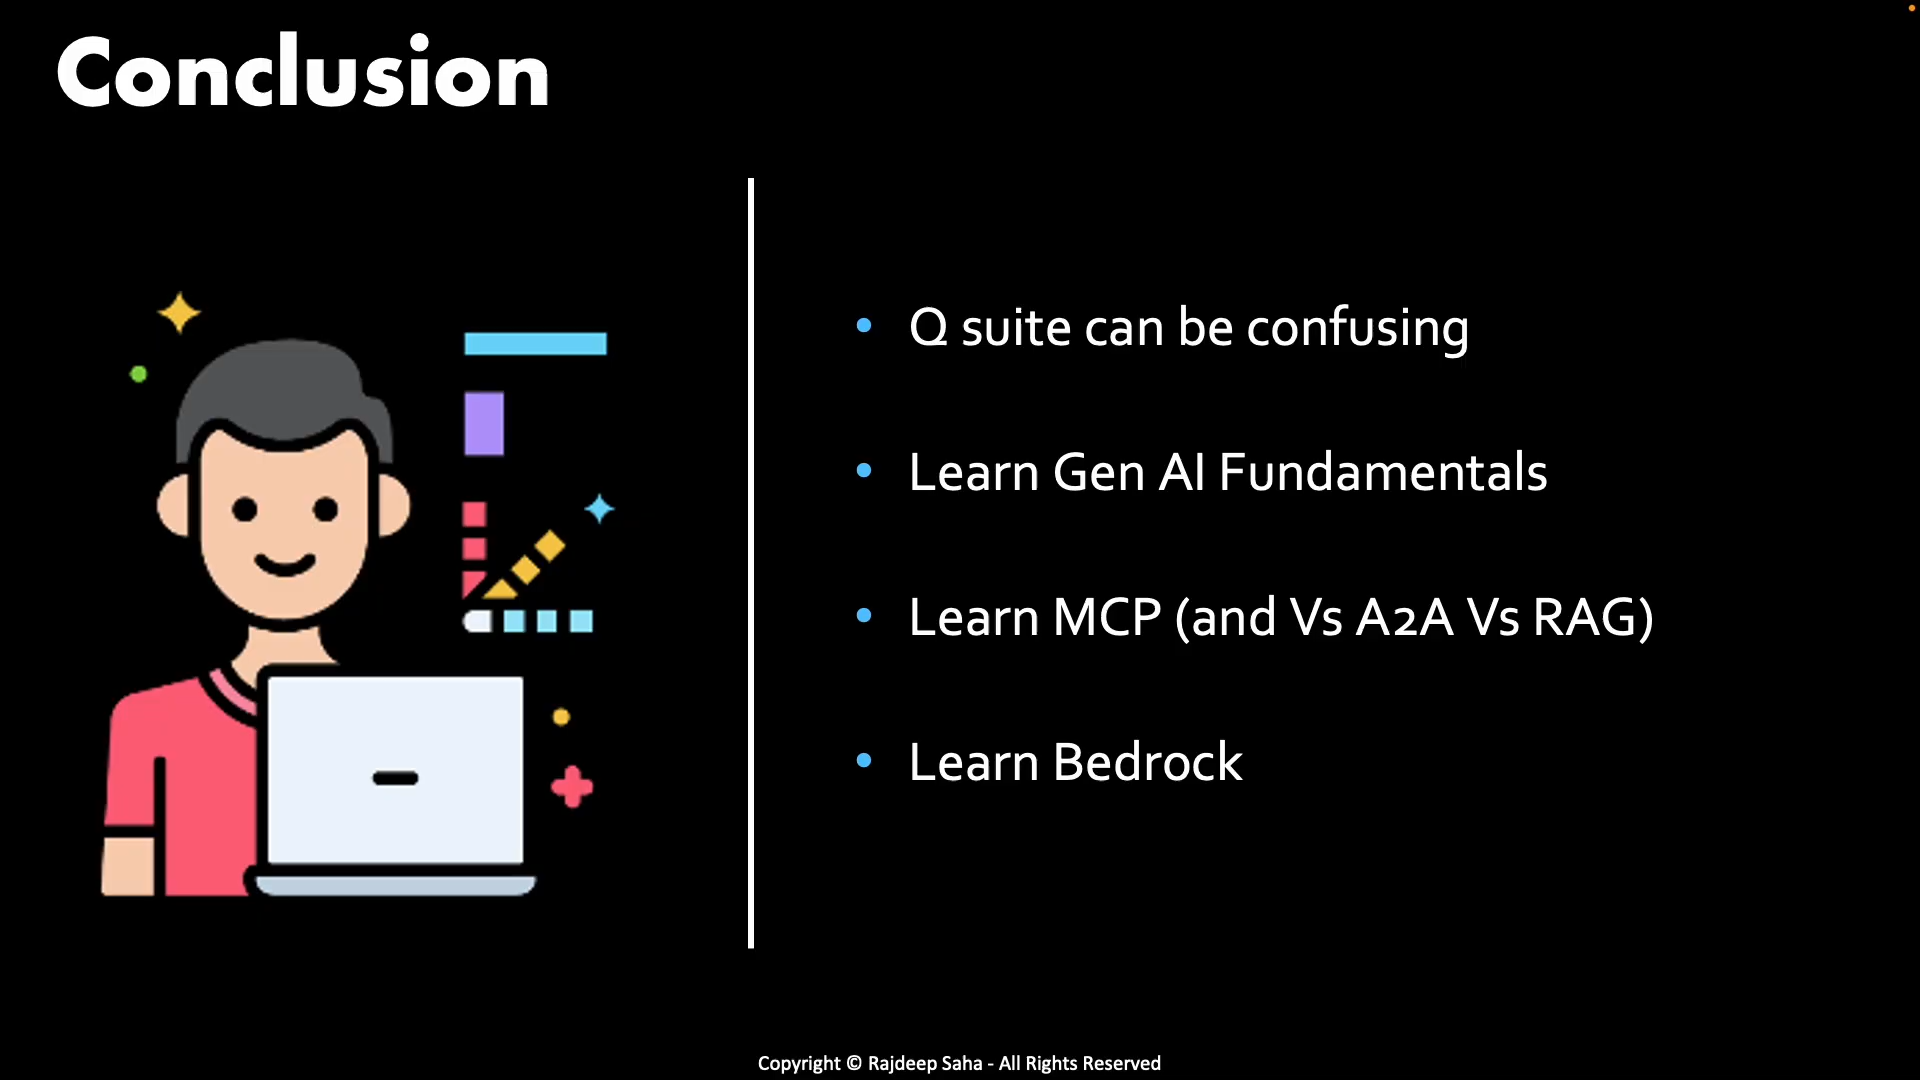 Conclusion
• Q suite can be confusing
• Learn Gen AI Fundamentals
• Learn MCP (and Vs A2A Vs RAG)
• Learn Bedrock
Copyright © Rajdeep Saha - All Rights Reserved